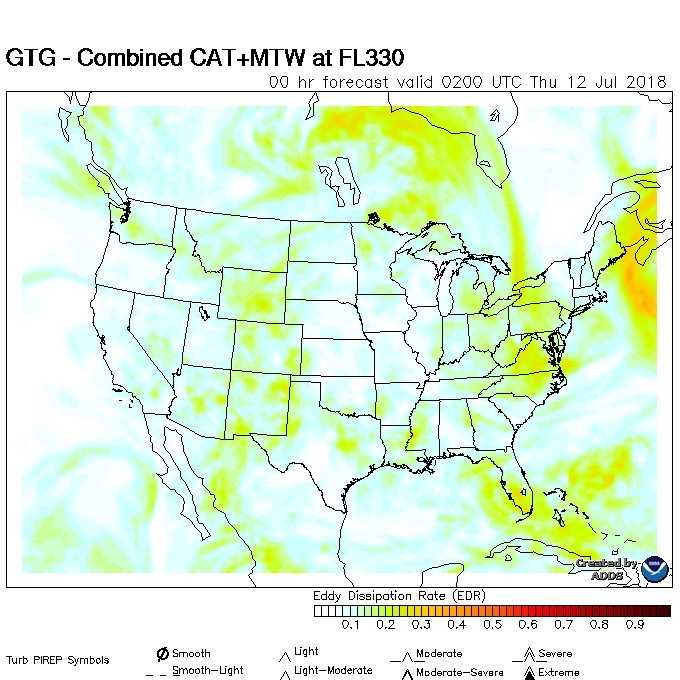 GTG - Combined CAT+MTW at FL330
00 hr forecast valid 0200 UTC Thu 12 Jul 2018
Created by
ADDS
Eddy Dissipation Rate (EDR)
0.1 0.2 0.3 0.4 0.5 0.6 0.7 0.8 0.9
Turb PIREP Symbols
Smooth Light Moderate Severe
Smooth-Light Light-Moderate Moderate-Severe Extreme